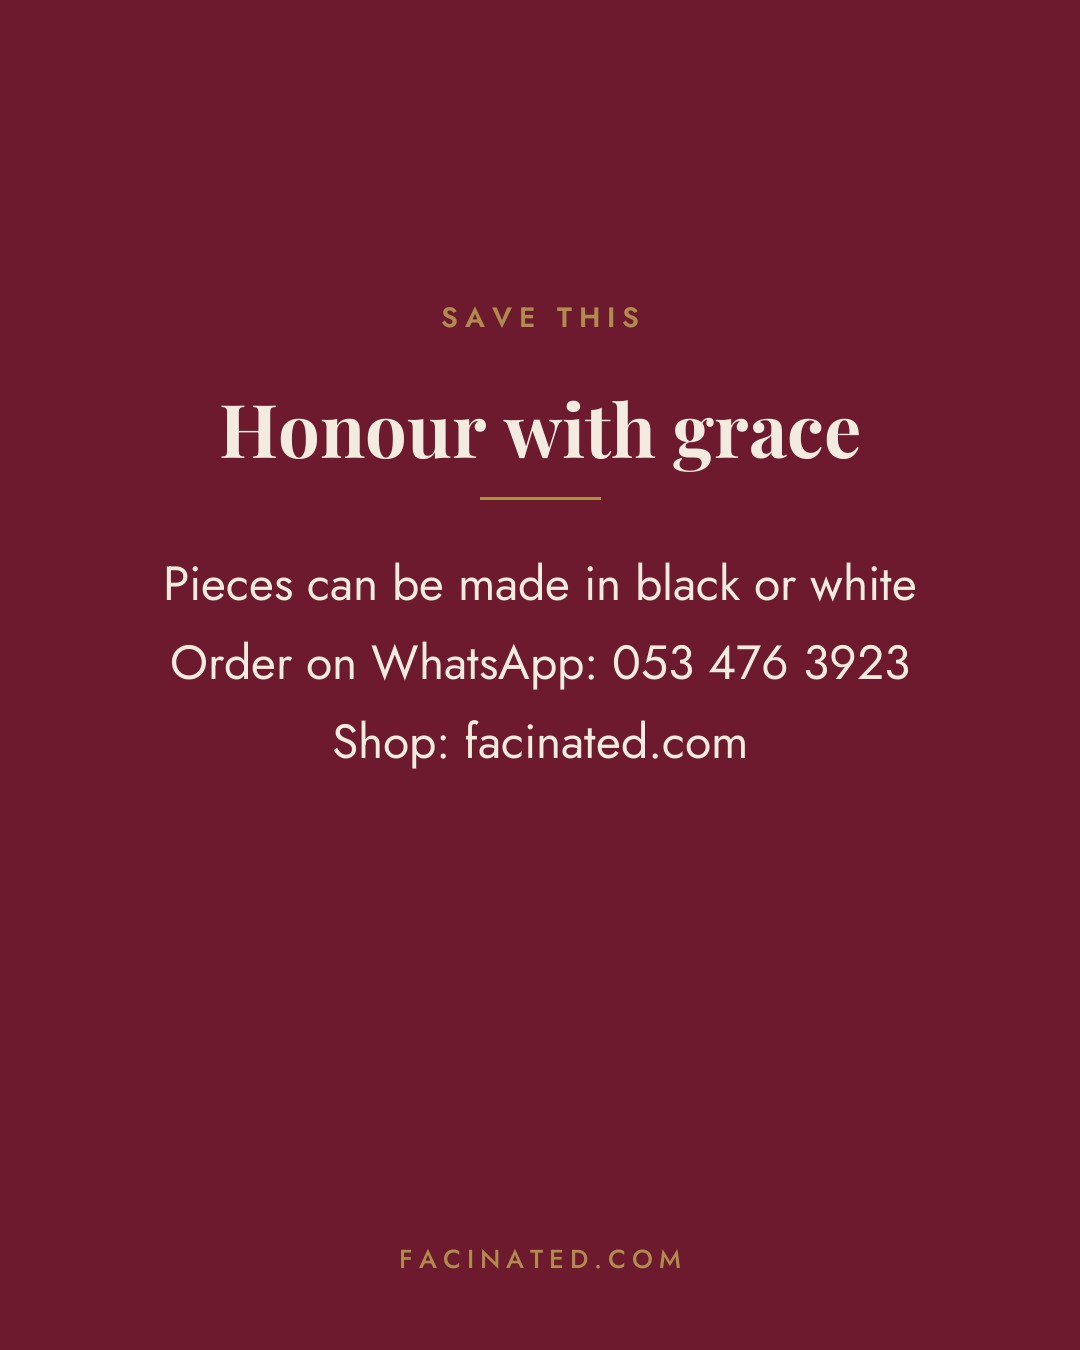 SAVE THIS
Honour with grace
Pieces can be made in black or white
Order on WhatsApp: 053 476 3923
Shop: facinated.com
FACINATED.COM